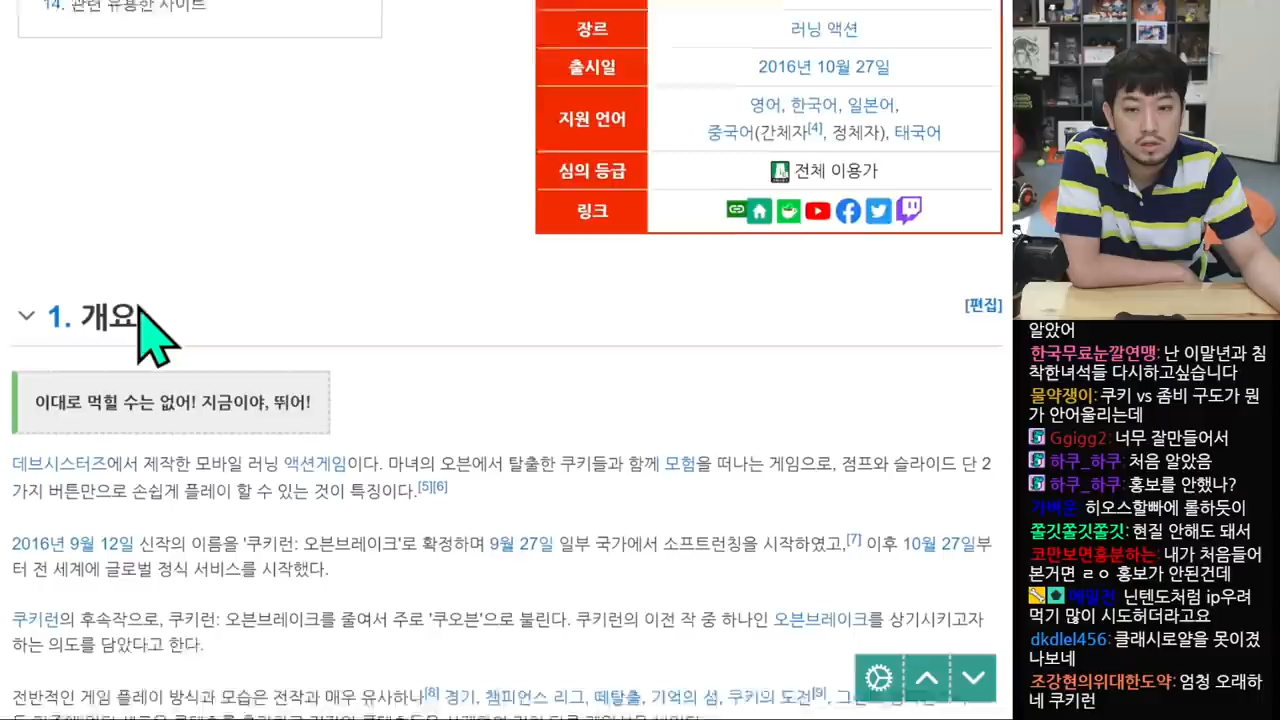 14. 관련 유용한 사이트
장르
러닝 액션
출시일
2016년 10월 27일
지원 언어
영어, 한국어, 일본어,
중국어(간체자[4], 정체자), 태국어
심의 등급
전체 이용가
링크
1. 개요
[편집]
이대로 먹힐 수는 없어! 지금이야, 뛰어!
데브시스터즈에서 제작한 모바일 러닝 액션게임이다. 마녀의 오븐에서 탈출한 쿠키들과 함께 모험을 떠나는 게임으로, 점프와 슬라이드 단 2
가지 버튼만으로 손쉽게 플레이 할 수 있는 것이 특징이다.[5][6]
2016년 9월 12일 신작의 이름을 '쿠키런: 오븐브레이크'로 확정하며 9월 27일 일부 국가에서 소프트런칭을 시작하였고,[7] 이후 10월 27일부
터 전 세계에 글로벌 정식 서비스를 시작했다.
쿠키런의 후속작으로, 쿠키런: 오븐브레이크를 줄여서 주로 '쿠오븐'으로 불린다. 쿠키런의 이전 작 중 하나인 오븐브레이크를 상기시키고자
하는 의도를 담았다고 한다.
전반적인 게임 플레이 방식과 모습은 전작과 매우 유사하나[8] 경기, 챔피언스 리그, 떼탈출, 기억의 섬, 쿠키의 도전[9],
알았어
한국무료눈깔연맹: 난 이말년과 침
착한녀석들 다시하고싶습니다
물약쟁이: 쿠키 vs 좀비 구도가 뭔
가 안어울리는데
Ggigg2: 너무 잘만들어서
하쿠_하쿠: 처음 알았음
하쿠_하쿠: 홍보를 안했나?
가벼운: 히오스할빠에 롤하듯이
쫄깃쫄깃쫄깃: 현질 안해도 돼서
코만보면흥분하는: 내가 처음들어
본거면 ㄹㅇ 홍보가 안된건데
닌텐도처럼 ip우려
먹기 많이 시도허더라고요
dkdlel456: 클래시로얄을 못이겼
나보네
조강현의위대한도약: 엄청 오래하
네 쿠키런